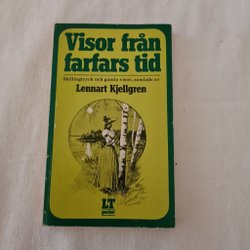 Visor från
farfars tid
Skillingtryck och gamla visor, samlade av
Lennart Kjellgren
LT
pocket